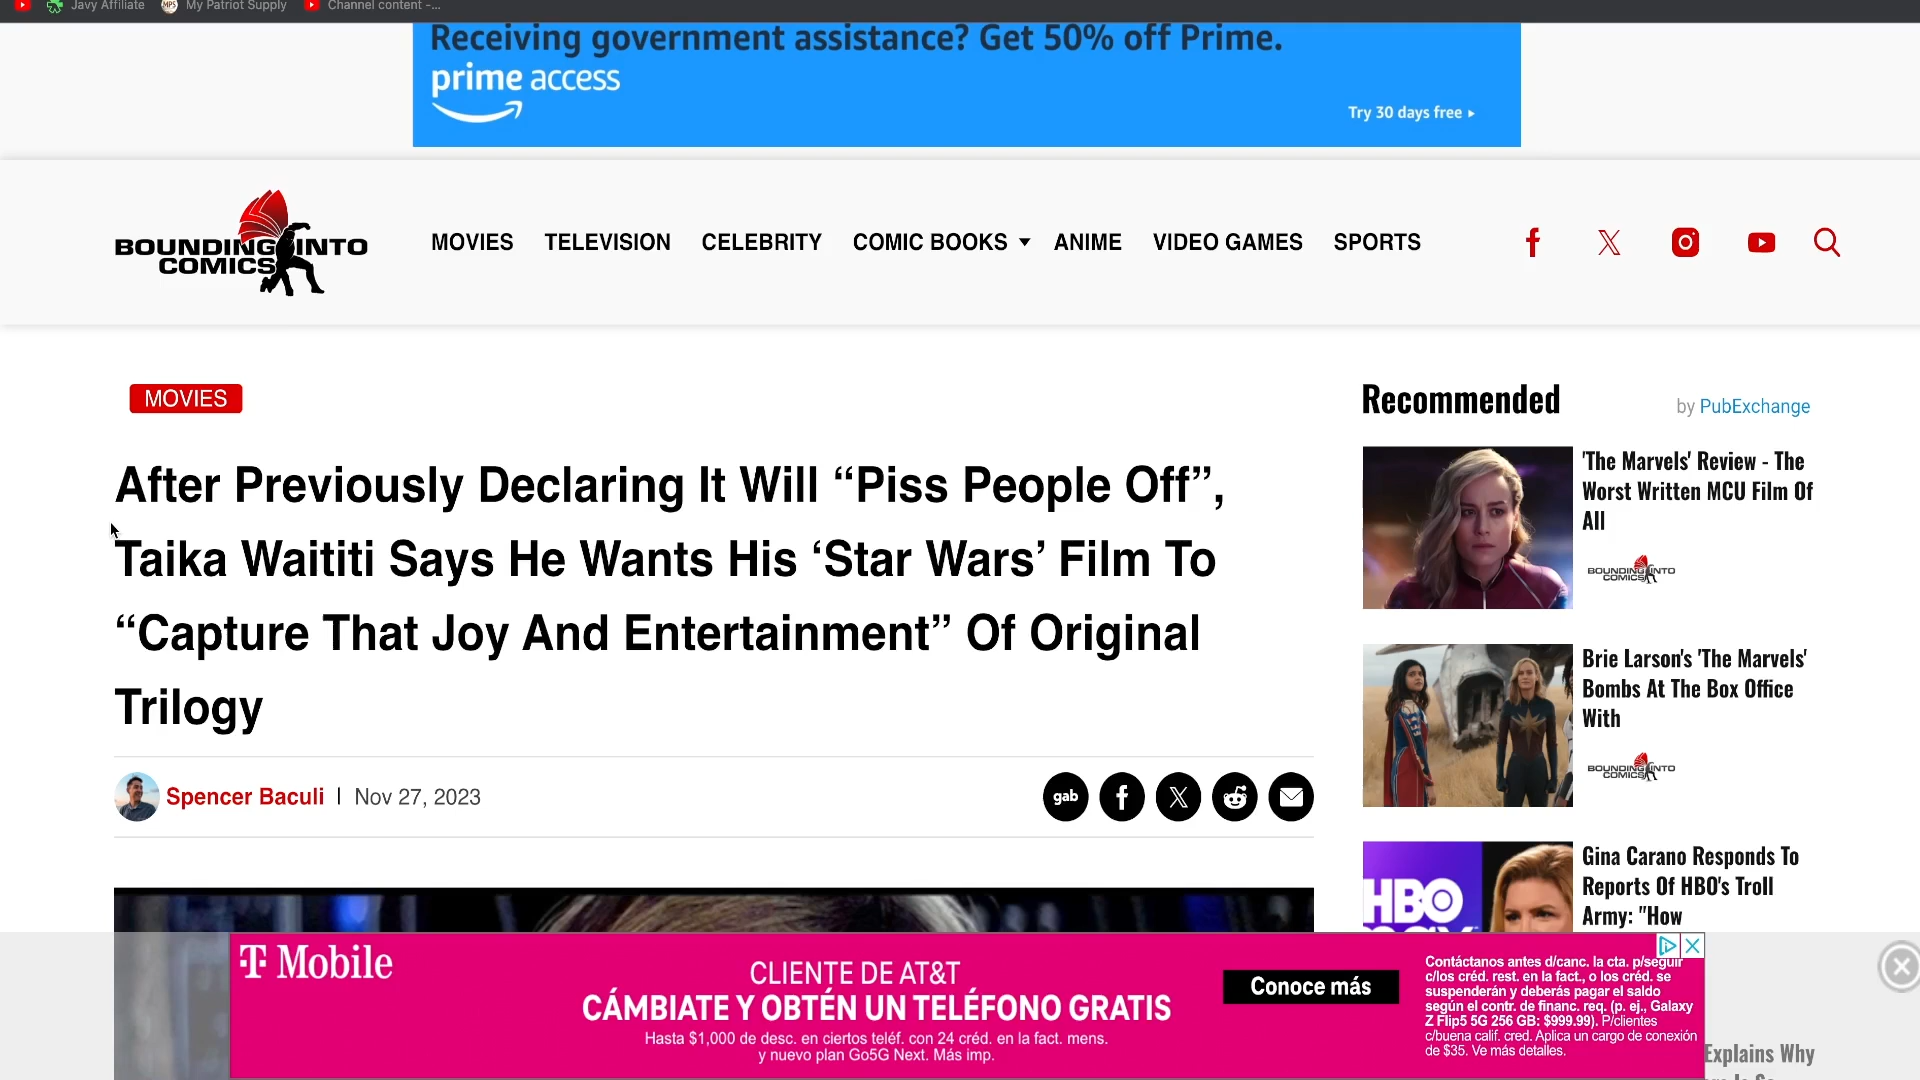 Javy Affiliate
My Patriot Supply
Channel content -...
Receiving government assistance? Get 50% off Prime.
prime access
Try 30 days free ▸
BOUNDING INTO
COMICS
MOVIES
TELEVISION
CELEBRITY
COMIC BOOKS
ANIME
VIDEO GAMES
SPORTS
MOVIES
After Previously Declaring It Will “Piss People Off”,
Taika Waititi Says He Wants His ‘Star Wars’ Film To
“Capture That Joy And Entertainment” Of Original
Trilogy
Spencer Baculi | Nov 27, 2023
gab
Recommended
by PubExchange
'The Marvels' Review - The
Worst Written MCU Film Of
All
BOUNDING INTO
COMICS
Brie Larson's 'The Marvels'
Bombs At The Box Office
With
BOUNDING INTO
COMICS
HBO
Gina Carano Responds To
Reports Of HBO's Troll
Army: "How
T Mobile
CLIENTE DE AT&T
CÁMBIATE Y OBTÉN UN TELÉFONO GRATIS
Hasta $1,000 de desc. en ciertos teléf. con 24 créd. en la fact. mens.
y nuevo plan Go5G Next. Más imp.
Conoce más
Contáctanos antes d/canc. la cta. p/seguir
c/los créd. rest. en la fact., o los créd. se
suspenderán y deberás pagar el saldo
según el contr. de financ. req. (p. ej., Galaxy
Z Flip5 5G 256 GB: $999.99). P/clientes
c/buena calif. cred. Aplica un cargo de conexión
de $35. Ve más detalles.
Explains Why